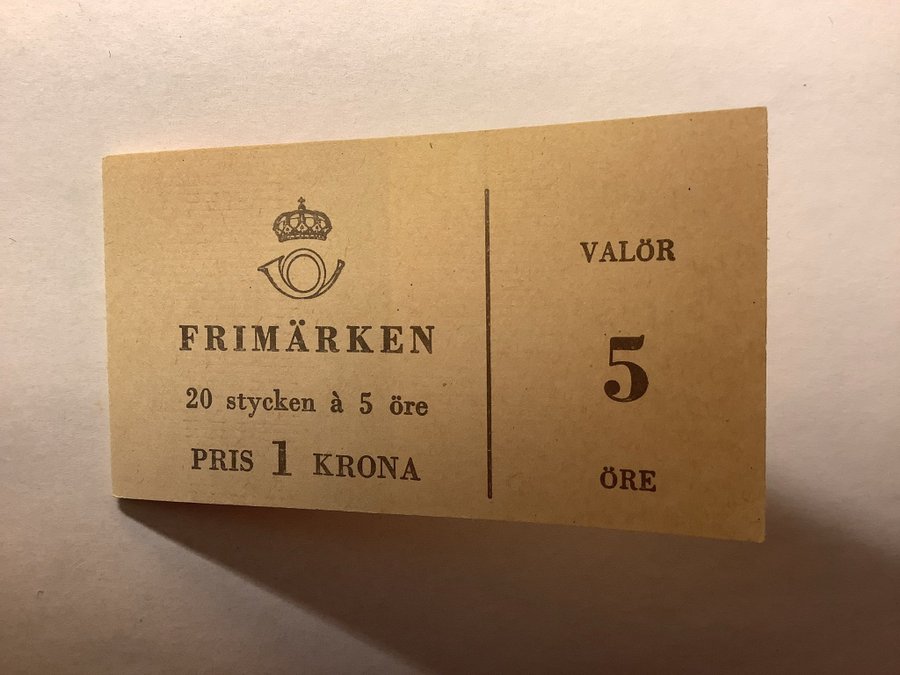 FRIMÄRKEN
20 stycken à 5 öre
PRIS 1 KRONA
VALÖR
5
ÖRE